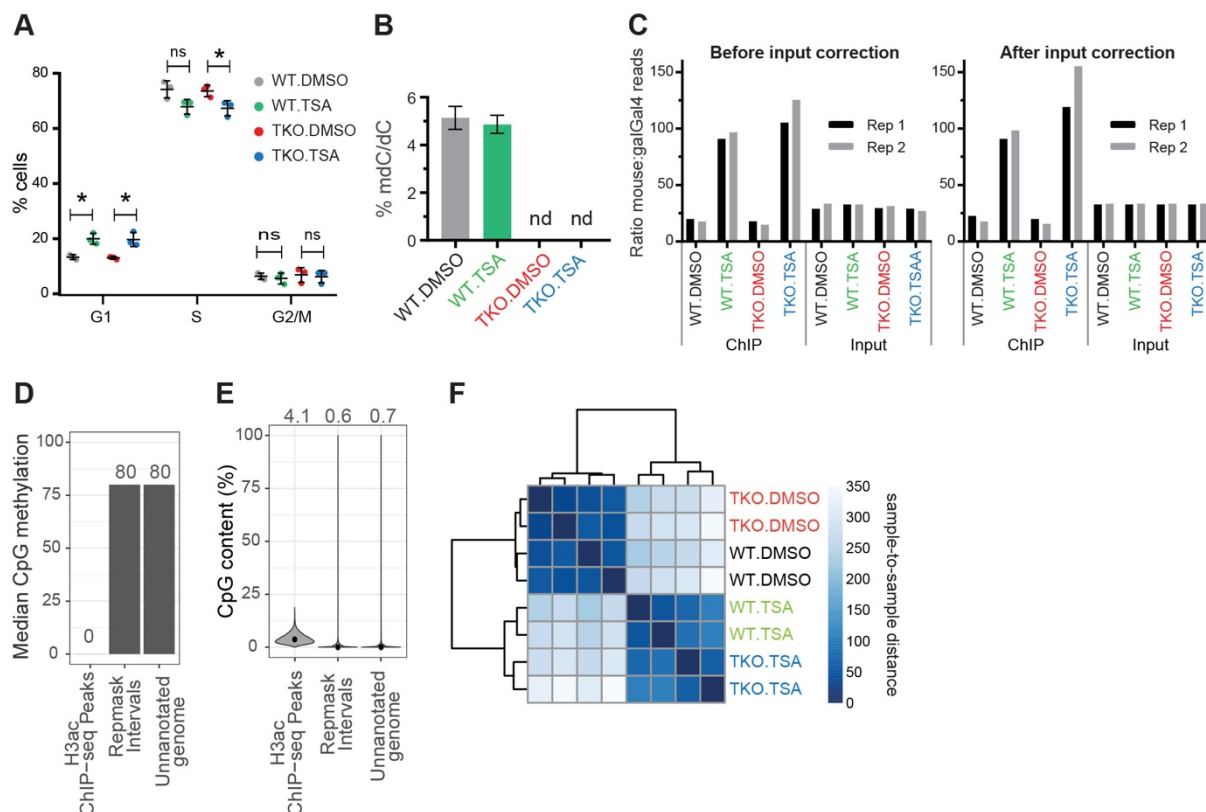 A
% cells
80
60
40
20
0
ns
*
*
*
ns
ns
WT.DMSO
WT.TSA
TKO.DMSO
TKO.TSA
G1
S
G2/M
B
% mdC/dC
6
4
2
0
nd
nd
WT.DMSO
WT.TSA
TKO.DMSO
TKO.TSA
C
Ratio mouse:galGal4 reads
Before input correction
150
100
50
0
Rep 1
Rep 2
WT.DMSO
WT.TSA
TKO.DMSO
TKO.TSA
WT.DMSO
WT.TSA
TKO.DMSO
TKO.TSAA
ChIP
Input
After input correction
150
100
50
0
Rep 1
Rep 2
WT.DMSO
WT.TSA
TKO.DMSO
TKO.TSA
WT.DMSO
WT.TSA
TKO.DMSO
TKO.TSA
ChIP
Input
D
Median CpG methylation
100
75
50
25
0
0
80
80
H3ac
ChIP−seq Peaks
Repmask
Intervals
Unnanotated
genome
E
CpG content (%)
4.1
0.6
0.7
100
75
50
25
0
H3ac
ChIP−seq Peaks
Repmask
Intervals
Unnanotated
genome
F
TKO.DMSO
TKO.DMSO
WT.DMSO
WT.DMSO
WT.TSA
WT.TSA
TKO.TSA
TKO.TSA
350
300
250
200
150
100
50
0
sample-to-sample distance